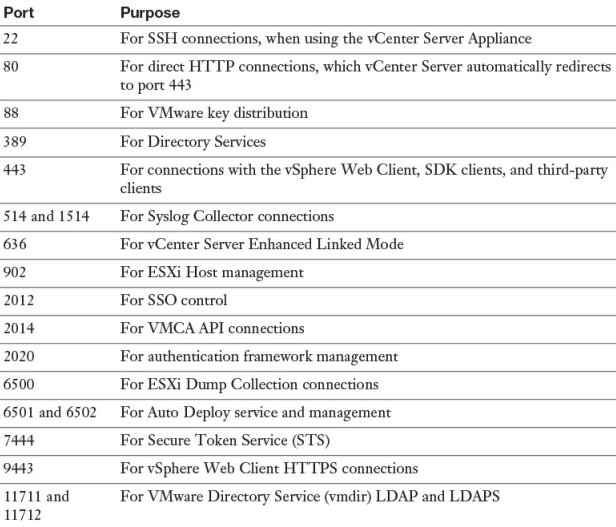 Port Purpose
22 For SSH connections, when using the vCenter Server Appliance
80 For direct HTTP connections, which vCenter Server automatically redirects
to port 443
88 For VMware key distribution
389 For Directory Services
443 For connections with the vSphere Web Client, SDK clients, and third-party
clients
514 and 1514 For Syslog Collector connections
636 For vCenter Server Enhanced Linked Mode
902 For ESXi Host management
2012 For SSO control
2014 For VMCA API connections
2020 For authentication framework management
6500 For ESXi Dump Collection connections
6501 and 6502 For Auto Deploy service and management
7444 For Secure Token Service (STS)
9443 For vSphere Web Client HTTPS connections
11711 and For VMware Directory Service (vmdir) LDAP and LDAPS
11712